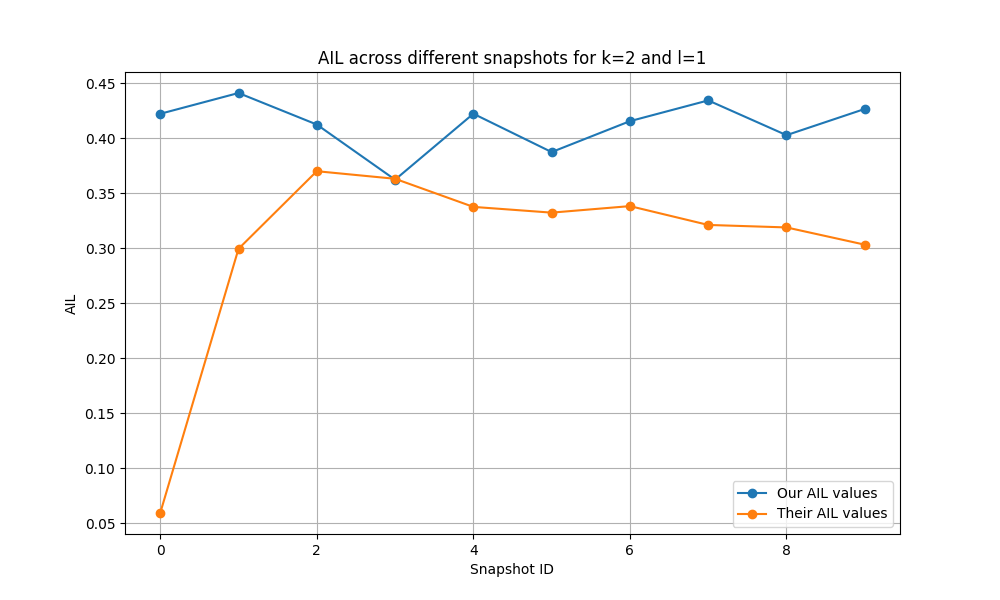 AIL across different snapshots for k=2 and l=1
0.45
0.40
0.35
0.30
0.25
0.20
0.15
0.10
0.05
AIL
0 2 4 6 8
Snapshot ID
Our AIL values
Their AIL values